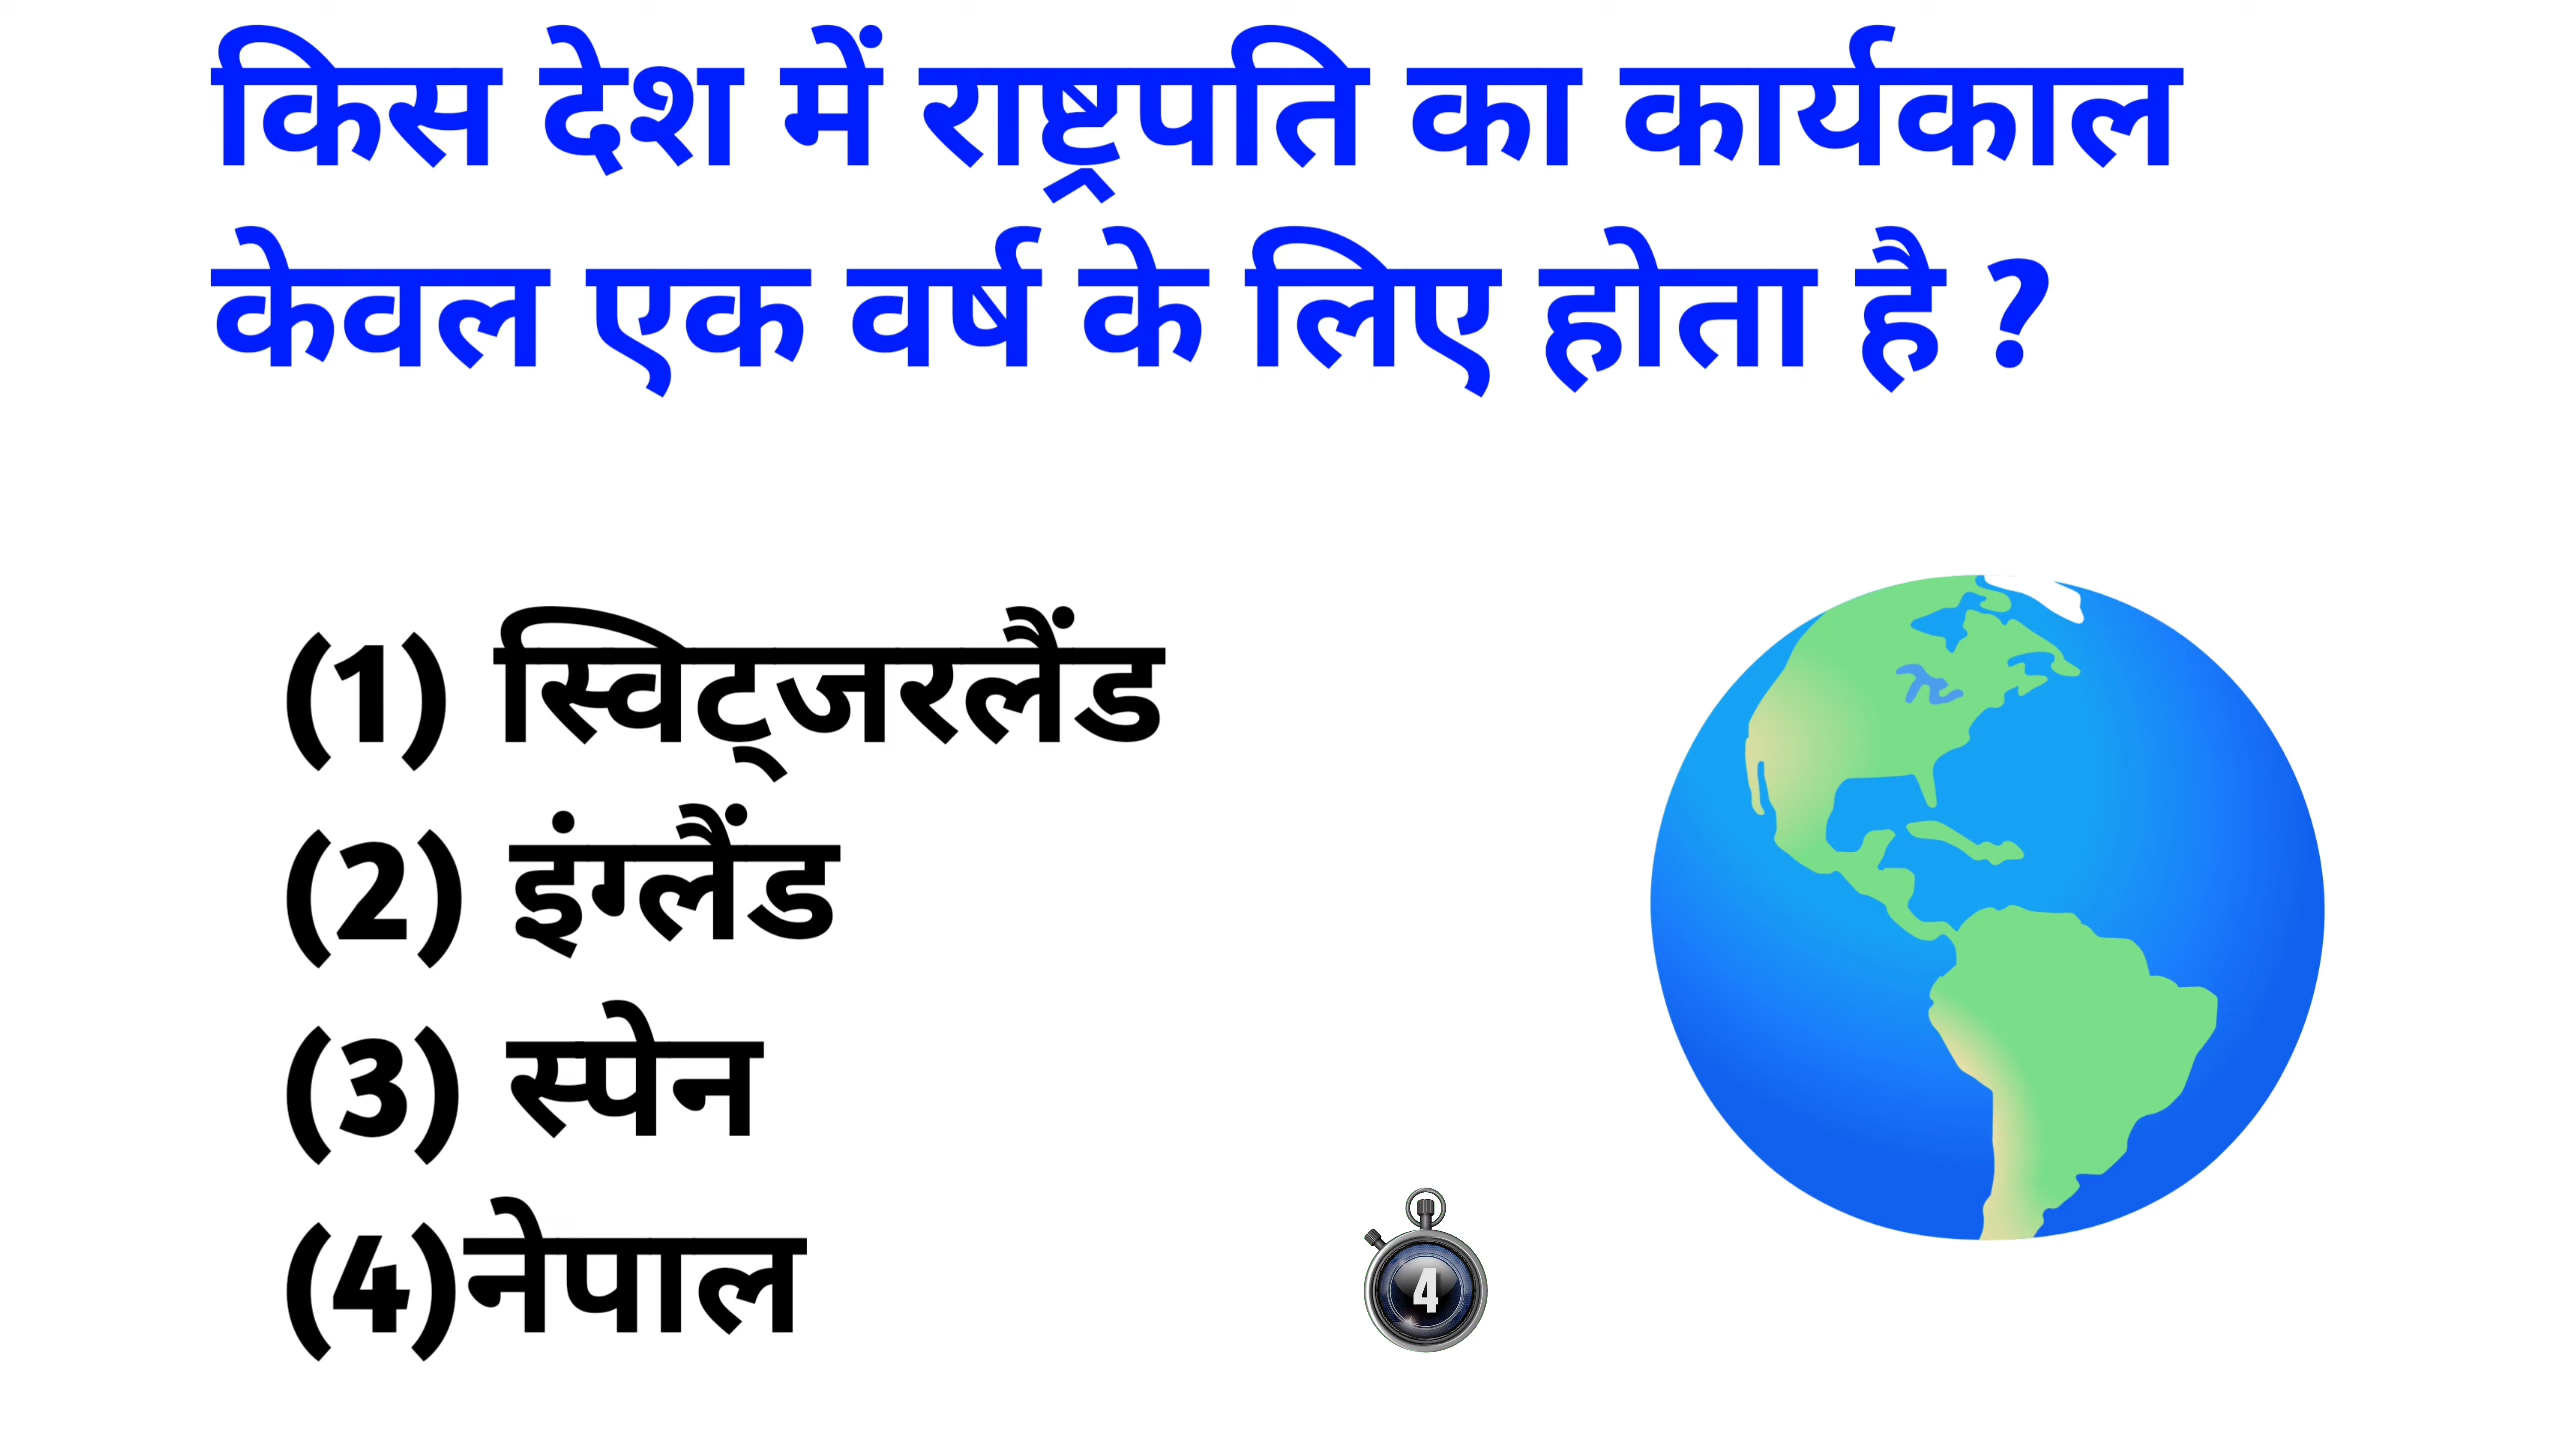 किस देश में राष्ट्रपति का कार्यकाल
केवल एक वर्ष के लिए होता है ?
(1) स्विट्जरलैंड
(2) इंग्लैंड
(3) स्पेन
(4)नेपाल
4